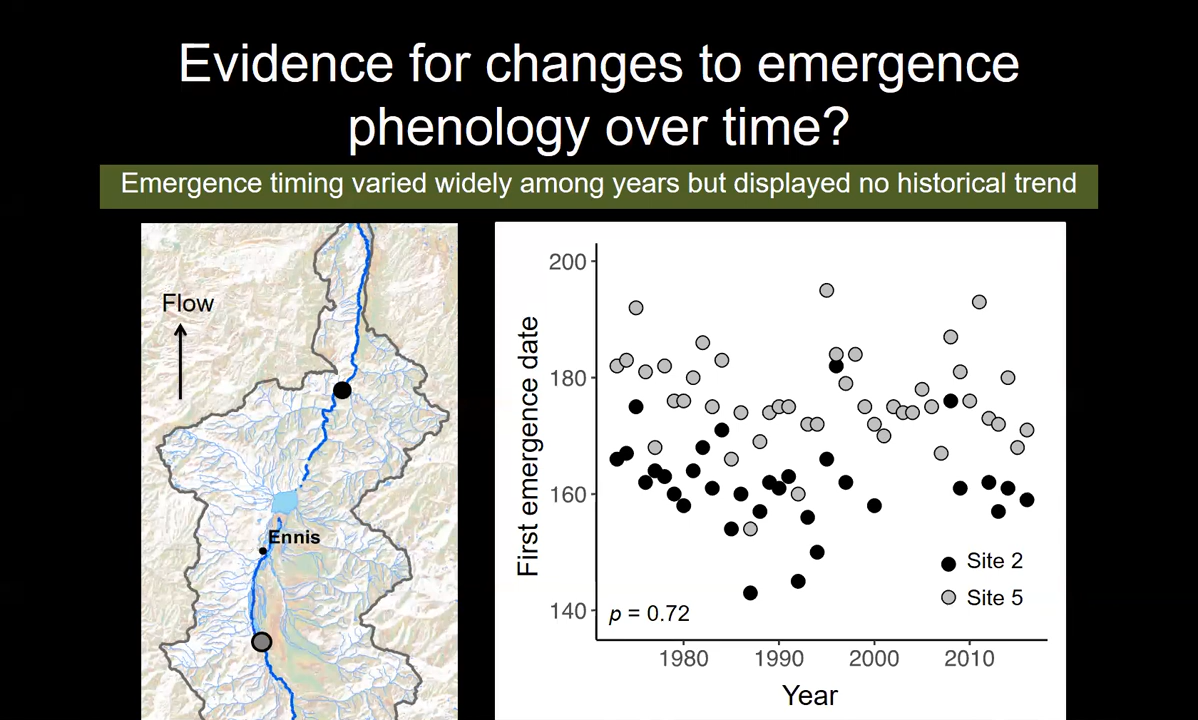 Evidence for changes to emergence
phenology over time?
Emergence timing varied widely among years but displayed no historical trend
Flow
Ennis
First emergence date
200
180
160
140
p = 0.72
Site 2
Site 5
1980 1990 2000 2010
Year